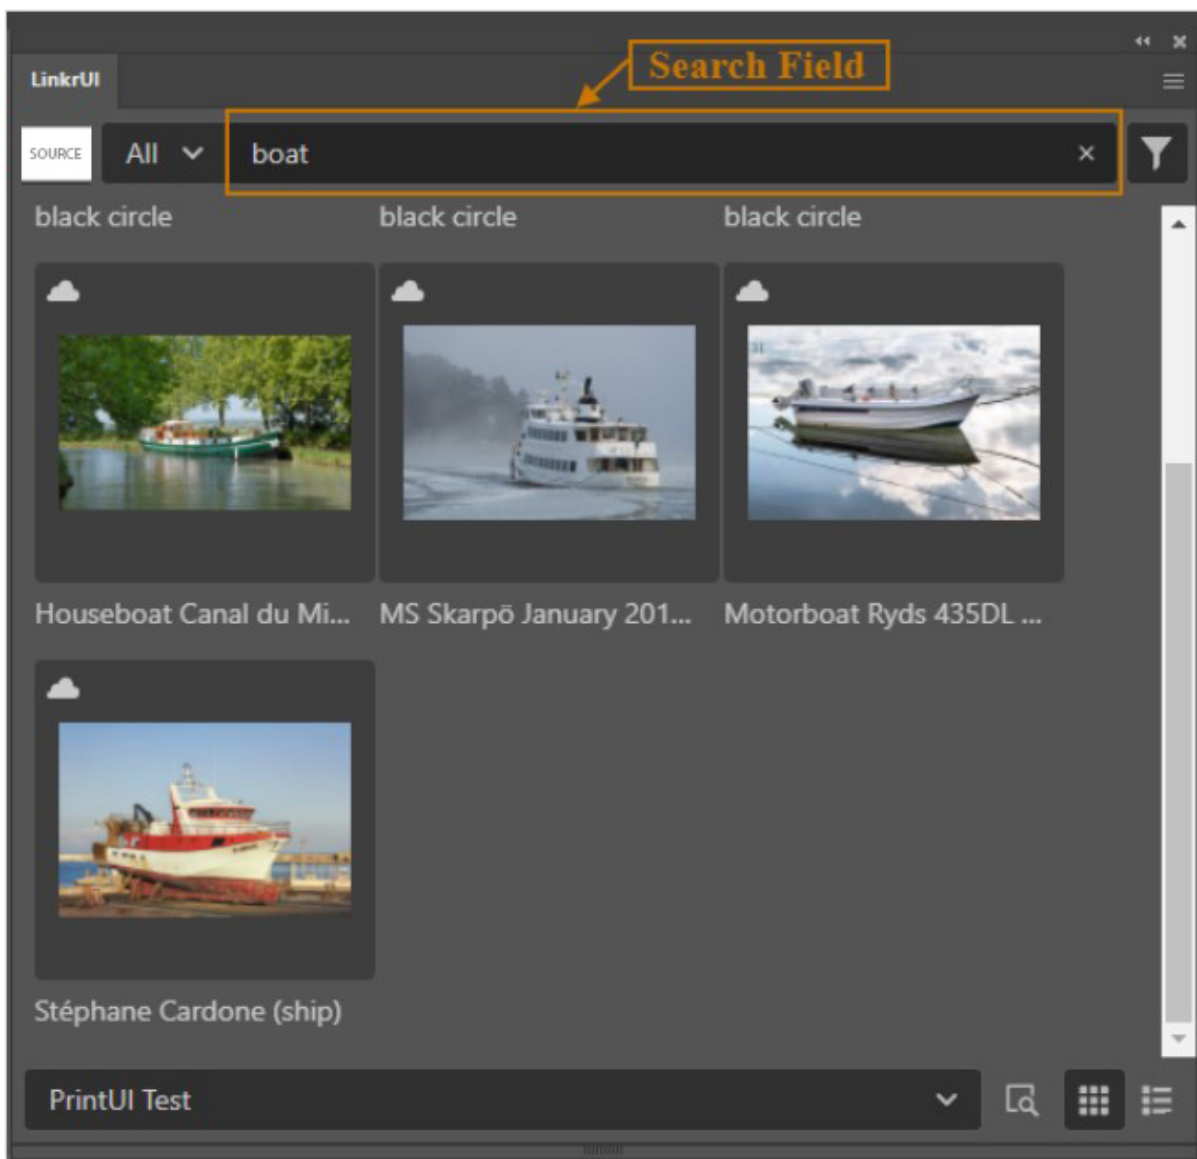 Search Field
LinkrUI
SOURCE All boat
black circle black circle black circle
Houseboat Canal du Mi... MS Skarpö January 201... Motorboat Ryds 435DL ...
Stéphane Cardone (ship)
PrintUI Test